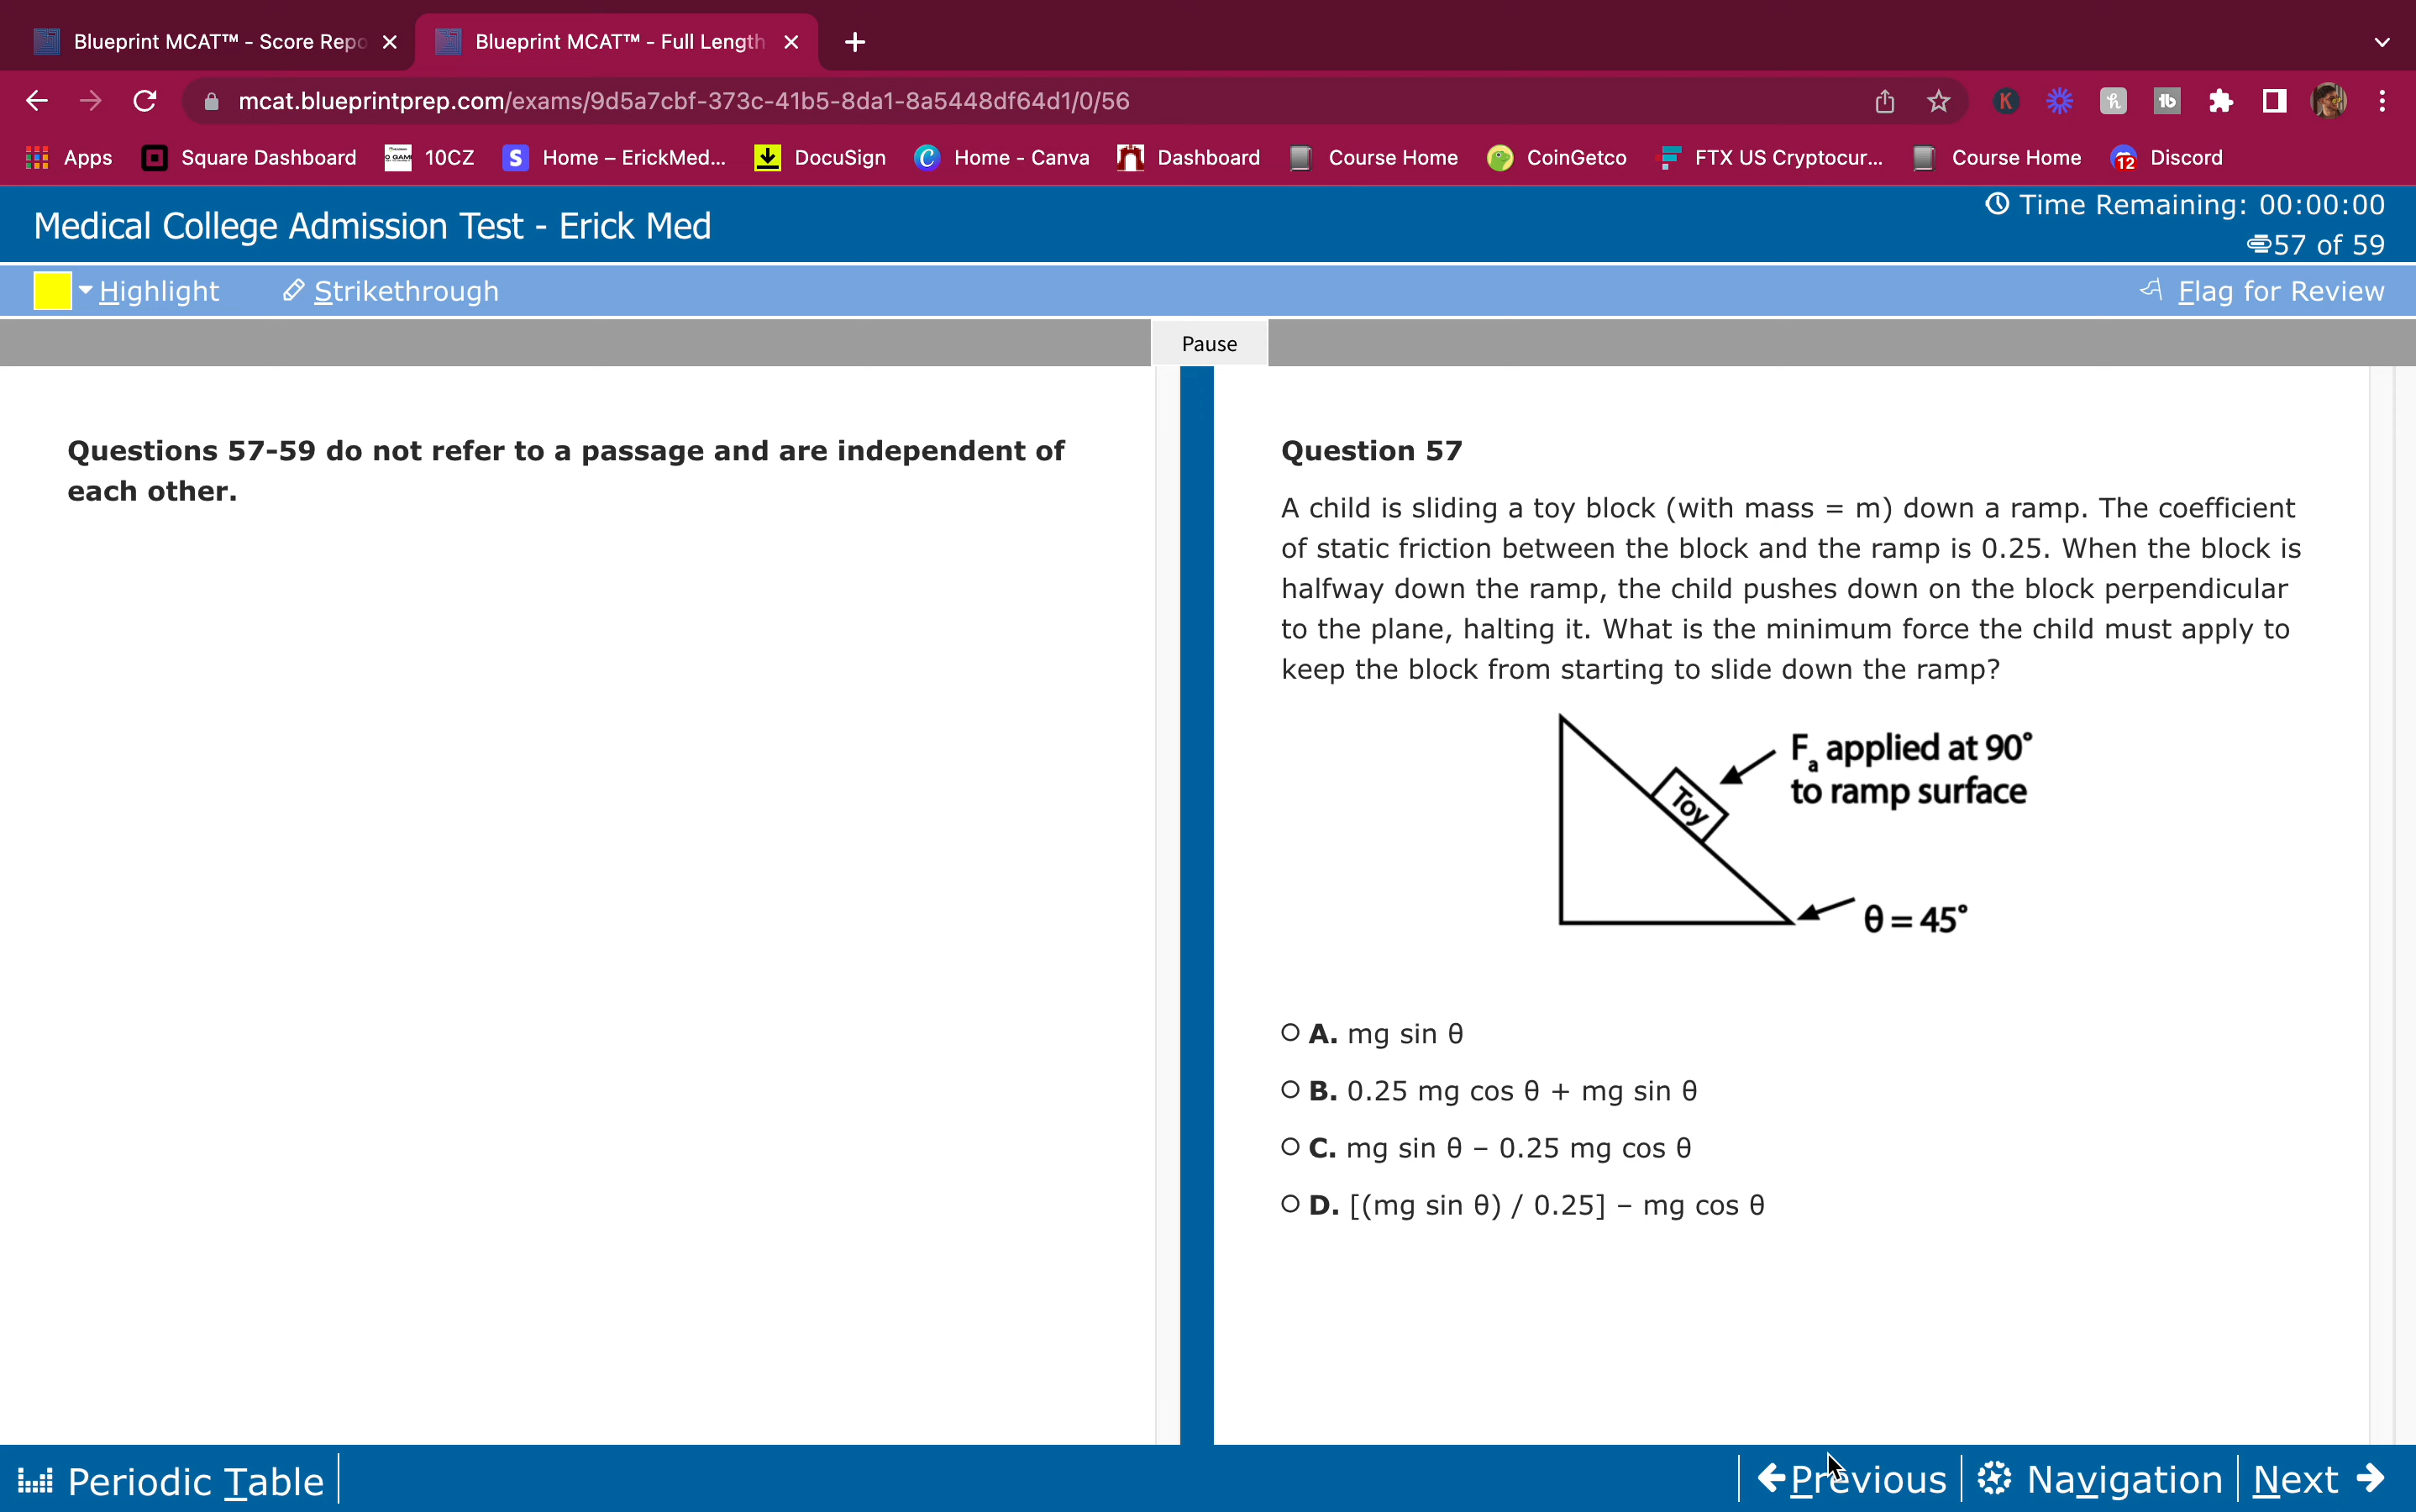 Blueprint MCAT™ - Score Repo
Blueprint MCAT™ - Full Length
mcat.blueprintprep.com/exams/9d5a7cbf-373c-41b5-8da1-8a5448df64d1/0/56
Apps
Square Dashboard
10CZ
Home – ErickMed...
DocuSign
Home - Canva
Dashboard
Course Home
CoinGetco
FTX US Cryptocur...
Course Home
12
Discord
Medical College Admission Test - Erick Med
Time Remaining: 00:00:00
57 of 59
Highlight
Strikethrough
Flag for Review
Pause
Questions 57-59 do not refer to a passage and are independent of
each other.
Question 57
A child is sliding a toy block (with mass = m) down a ramp. The coefficient
of static friction between the block and the ramp is 0.25. When the block is
halfway down the ramp, the child pushes down on the block perpendicular
to the plane, halting it. What is the minimum force the child must apply to
keep the block from starting to slide down the ramp?
Fa applied at 90°
to ramp surface
Toy
θ = 45°
A. mg sin θ
B. 0.25 mg cos θ + mg sin θ
C. mg sin θ – 0.25 mg cos θ
D. [(mg sin θ) / 0.25] – mg cos θ
Periodic Table
Previous
Navigation
Next